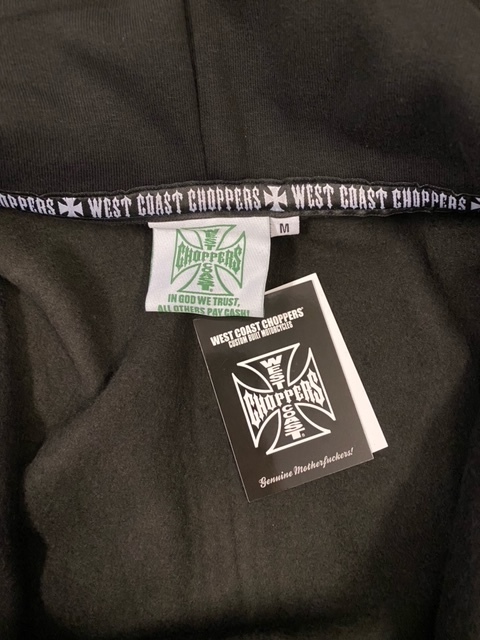 OPPERS WEST COAST CHOPPERS WEST COAST CHOPPERS
M
WEST
CHOPPERS
COAST
IN GOD WE TRUST,
ALL OTHERS PAY CASH!
WEST COAST CHOPPERS®
CUSTOM BUILT MOTORCYCLES
WEST
CHOPPERS
COAST
Genuine Motherfuckers!